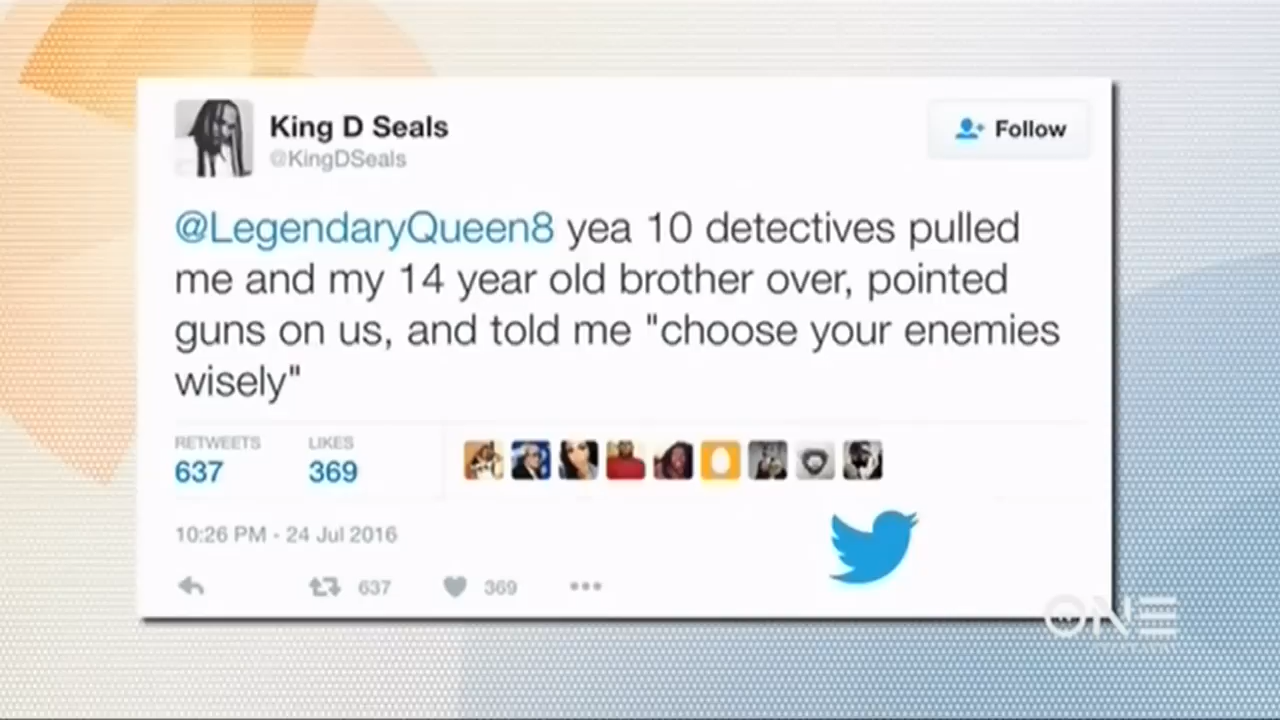 King D Seals
@KingDSeals
Follow
@LegendaryQueen8 yea 10 detectives pulled
me and my 14 year old brother over, pointed
guns on us, and told me "choose your enemies
wisely"
RETWEETS LIKES
637 369
10:26 PM - 24 Jul 2016
637 369
ONE